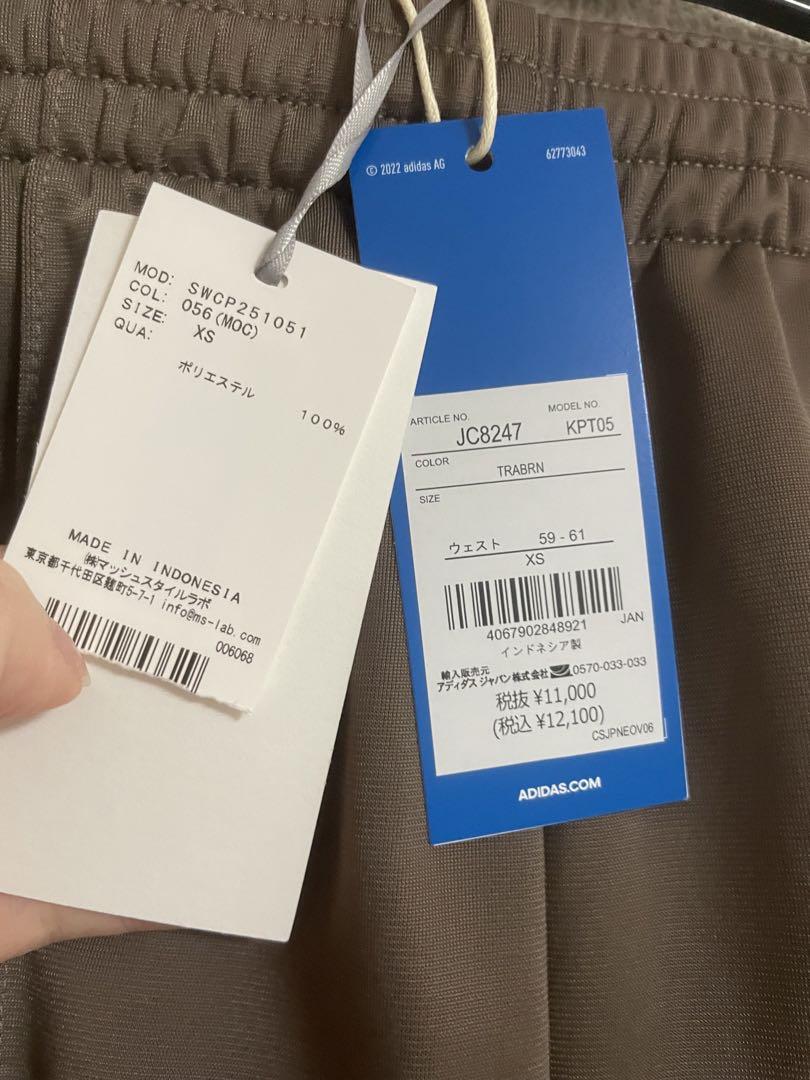 MOD: SWCP251051
COL: 056(MOC)
SIZE: XS
QUA:
ポリエステル
100%
MADE IN INDONESIA
㈱マッシュスタイルラボ
東京都千代田区麹町5-7-1 info@ms-lab.com
006068
© 2022 adidas AG
62773043
ARTICLE NO. MODEL NO.
JC8247 KPT05
COLOR
TRABRN
SIZE
ウェスト 59 - 61
XS
4067902848921 JAN
インドネシア製
輸入販売元
アディダス ジャパン株式会社 0570-033-033
税抜 ¥11,000
(税込 ¥12,100)
CSJPNEOV06
ADIDAS.COM